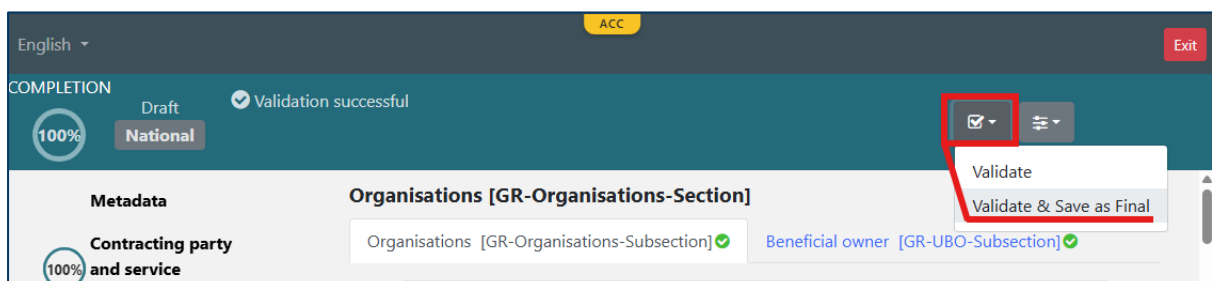 ACC
English
Exit
COMPLETION
Draft
Validation successful
100%
National
Validate
Validate & Save as Final
Metadata
Organisations [GR-Organisations-Section]
Contracting party
and service
100%
Organisations [GR-Organisations-Subsection]
Beneficial owner [GR-UBO-Subsection]